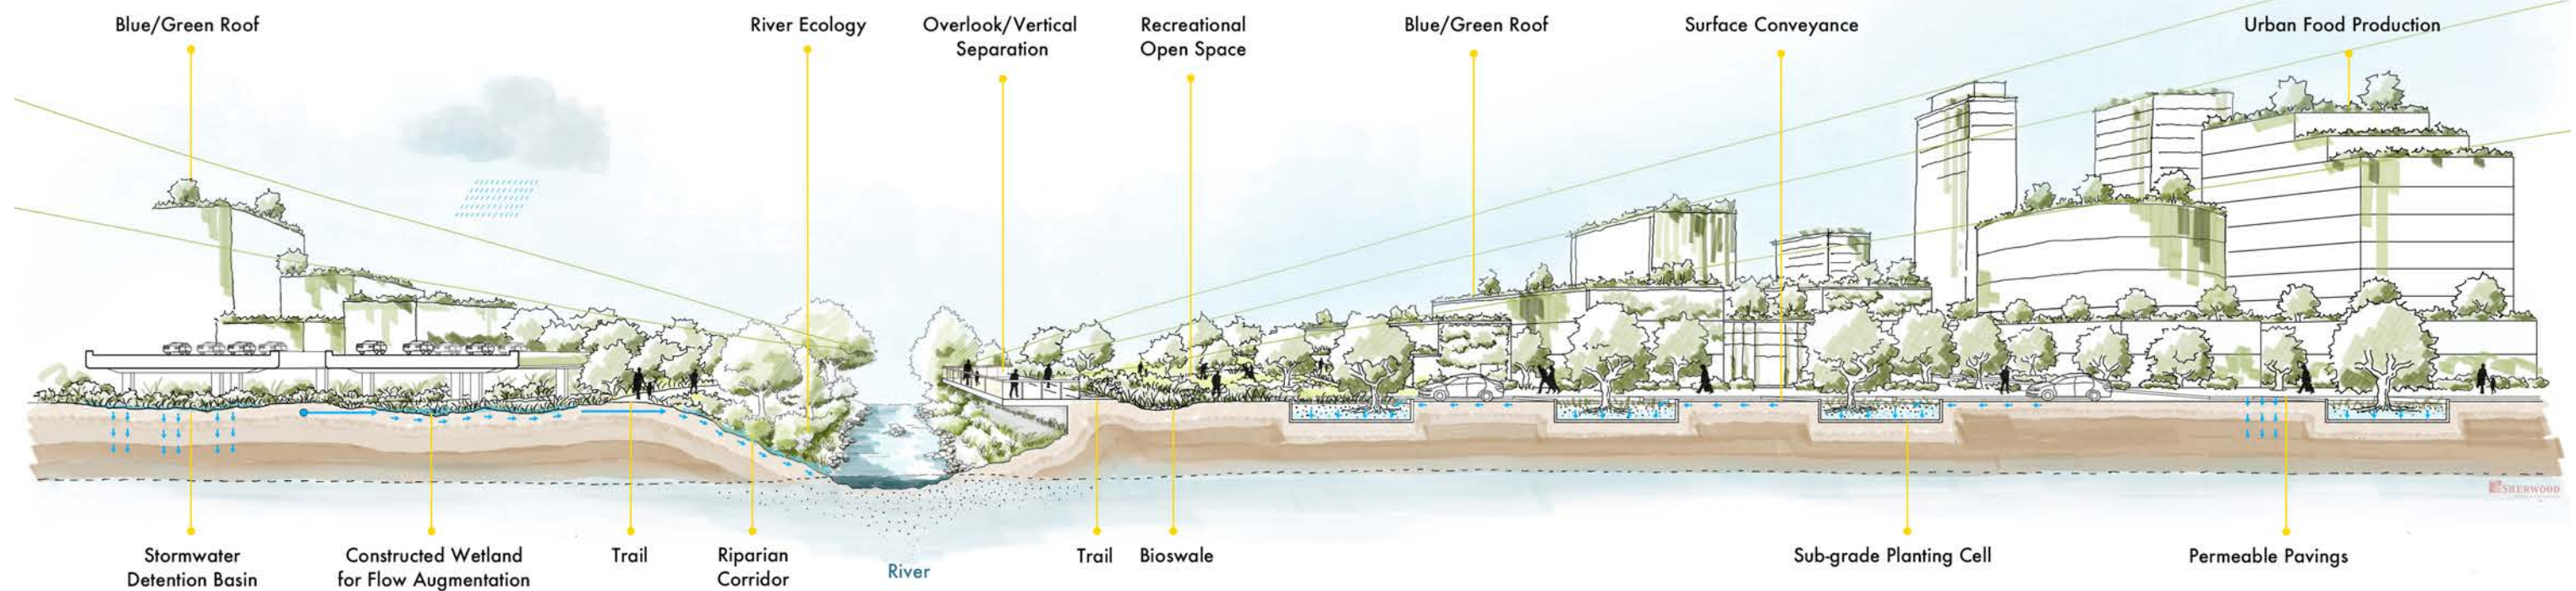 Blue/Green Roof
River Ecology
Overlook/Vertical
Separation
Recreational
Open Space
Blue/Green Roof
Surface Conveyance
Urban Food Production
SHERWOOD
Stormwater
Detention Basin
Constructed Wetland
for Flow Augmentation
Trail
Riparian
Corridor
River
Trail
Bioswale
Sub-grade Planting Cell
Permeable Pavings